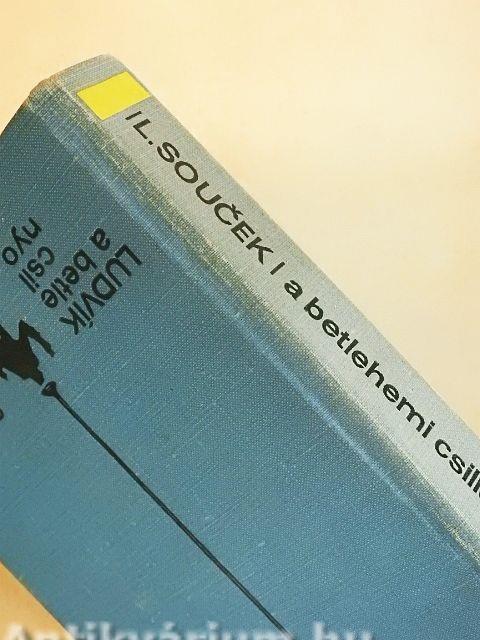 /L. SOUČEK / a betlehemi csill
LUDVÍK
a betle
csil
nyo
Antikvárium.hu